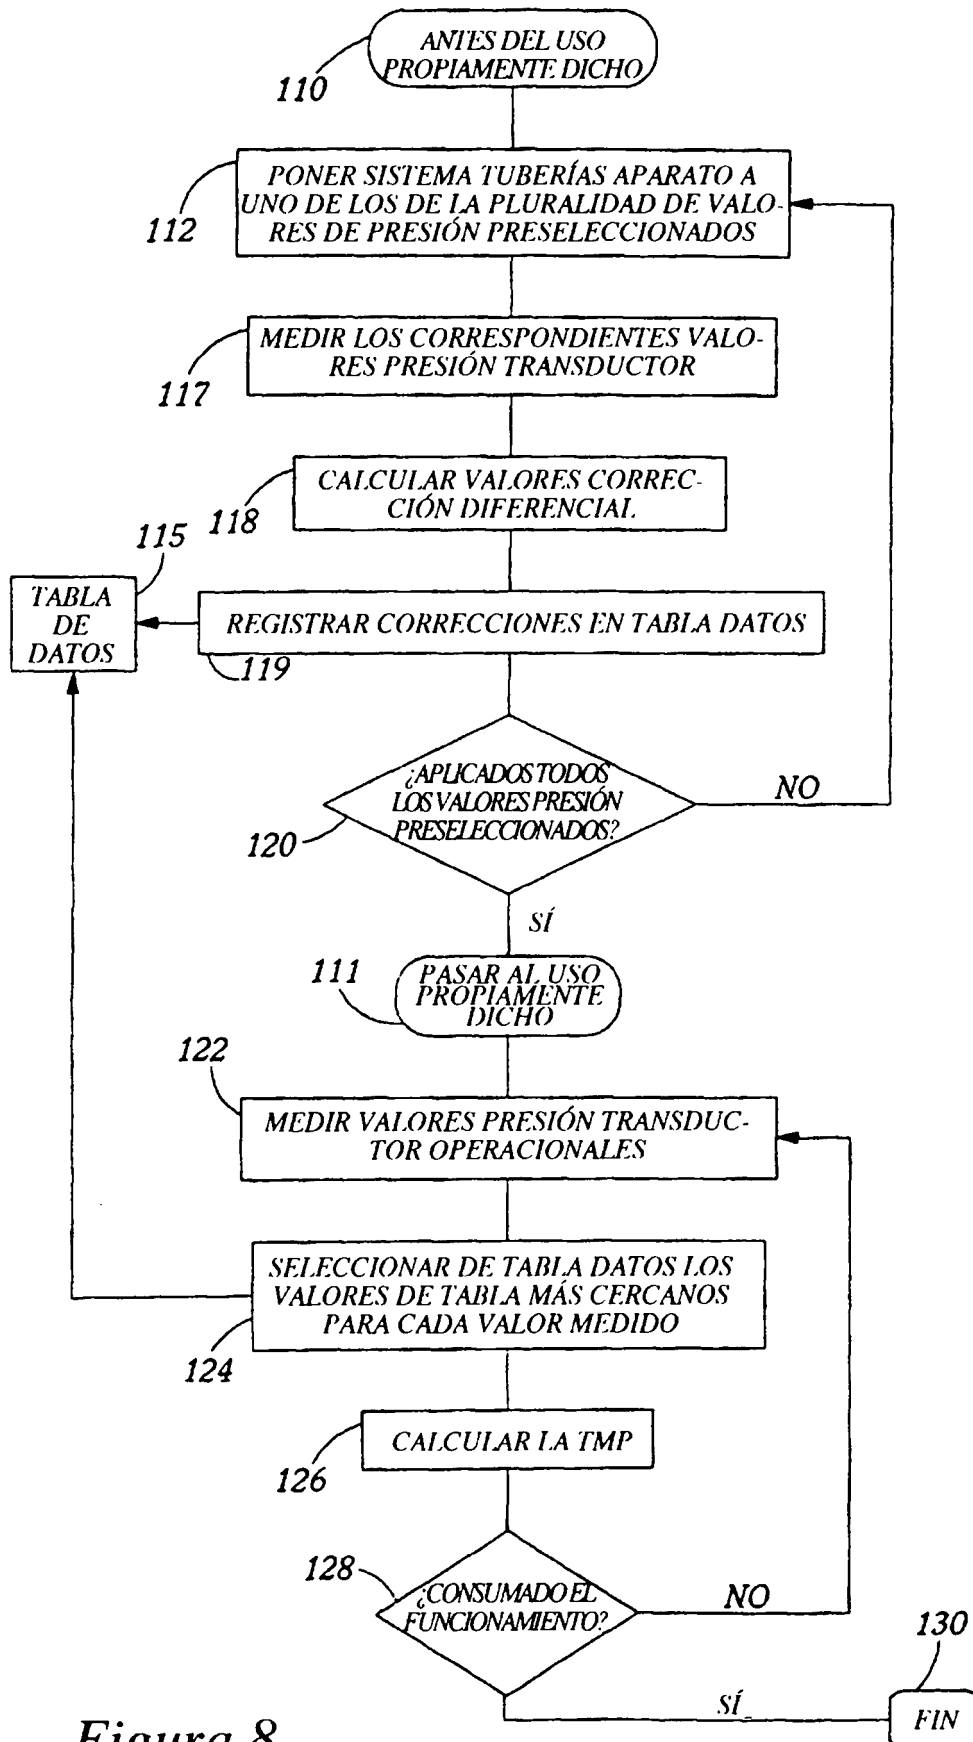 ANTES DEL USO
PROPIAMENTE DICHO
110
PONER SISTEMA TUBERÍAS APARATO A
UNO DE LOS DE LA PLURALIDAD DE VALO-
RES DE PRESIÓN PRESELECCIONADOS
112
MEDIR LOS CORRESPONDIENTES VALO-
RES PRESIÓN TRANSDUCTOR
117
CALCULAR VALORES CORREC-
CIÓN DIFERENCIAL
118
115
TABLA
DE
DATOS
REGISTRAR CORRECCIONES EN TABLA DATOS
119
¿APLICADOS TODOS
LOS VALORES PRESIÓN
PRESELECCIONADOS?
NO
120
SÍ
111
PASAR AL USO
PROPIAMENTE
DICHO
122
MEDIR VALORES PRESIÓN TRANSDUC-
TOR OPERACIONALES
SELECCIONAR DE TABLA DATOS LOS
VALORES DE TABLA MÁS CERCANOS
PARA CADA VALOR MEDIDO
124
CALCULAR LA TMP
126
128
¿CONSUMADO EL
FUNCIONAMIENTO?
NO
130
SÍ
FIN
Figura 8